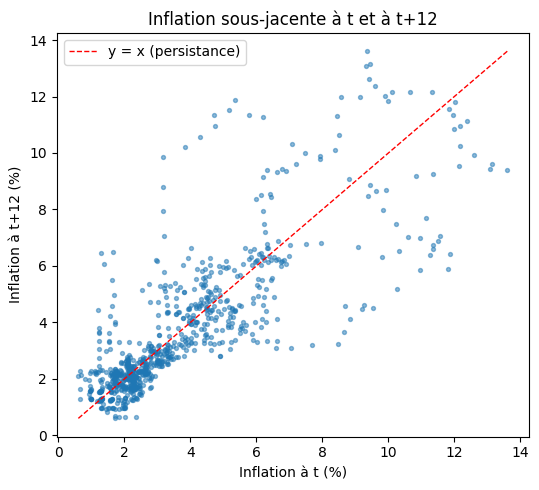 Inflation sous-jacente à t et à t+12
y = x (persistance)
Inflation à t+12 (%)
14
12
10
8
6
4
2
0
0 2 4 6 8 10 12 14
Inflation à t (%)